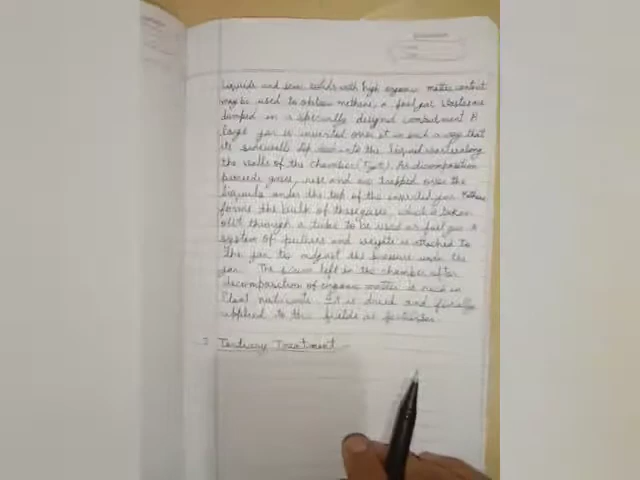 Liquids and semi solids with high organic matter content
may be used to obtain methane, a fuel gas. Wastes are
dumped in a specially designed compartment. A
large jar is inverted over it in such a way that
its sidewalls dip into the liquid waste along
the walls of the chamber. As decomposition
proceeds gases, rise and are trapped over the
liquids under the top of the inverted jar. Methane
forms the bulk of these gases, which is taken
out through a tube to be used as fuel gas. A
system of pulleys and weights is attached to
the jar to adjust the pressure upon the
jar. The scum left in the chamber after
decomposition of organic matter is rich in
Plant nutrients. It is dried and finally
applied to the fields as fertilizer.
Tertiary Treatment